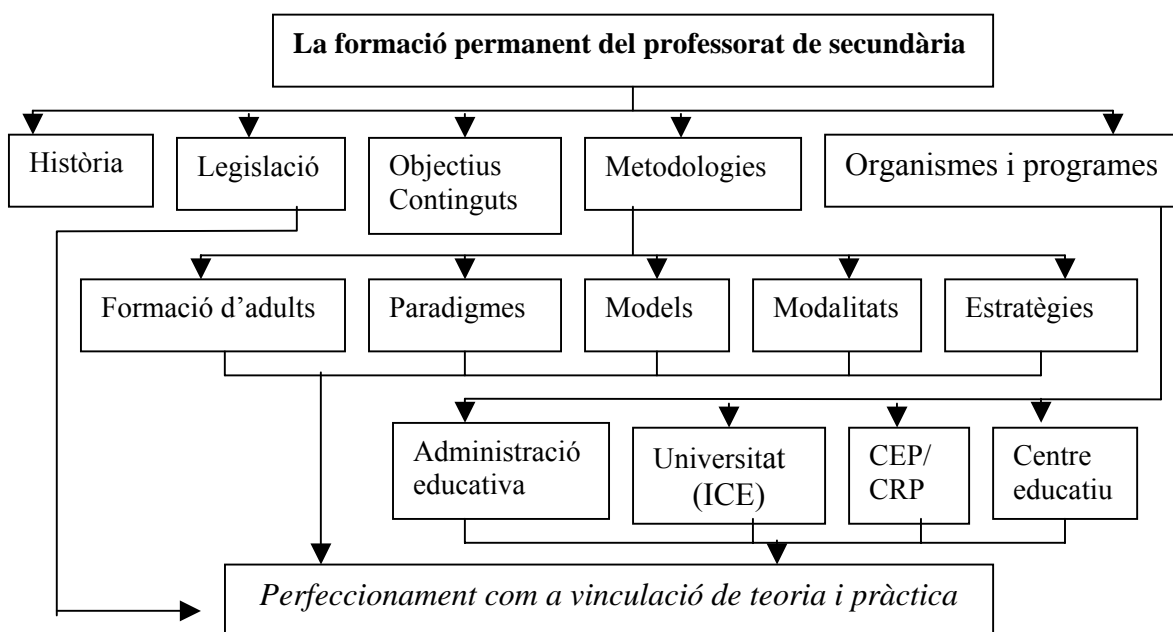 La formació permanent del professorat de secundària
Història
Legislació
Objectius
Continguts
Metodologies
Organismes i programes
Formació d'adults
Paradigmes
Models
Modalitats
Estratègies
Administració
educativa
Universitat
(ICE)
CEP/
CRP
Centre
educatiu
Perfeccionament com a vinculació de teoria i pràctica